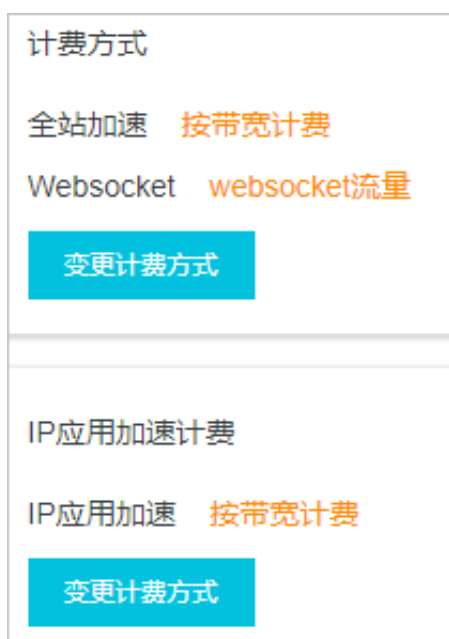 计费方式
全站加速 按带宽计费
Websocket websocket流量
变更计费方式
IP应用加速计费
IP应用加速 按带宽计费
变更计费方式